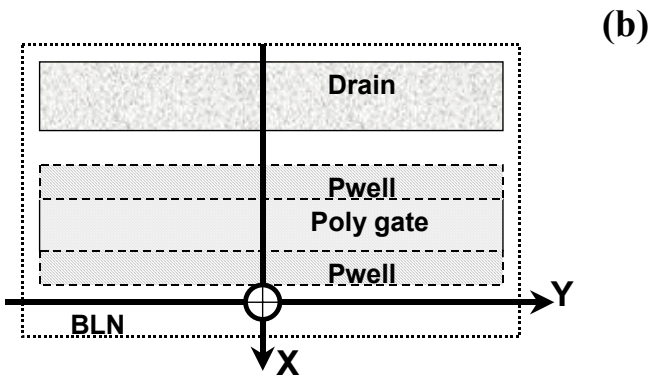 (b)
Drain
Pwell
Poly gate
Pwell
Y
BLN
X